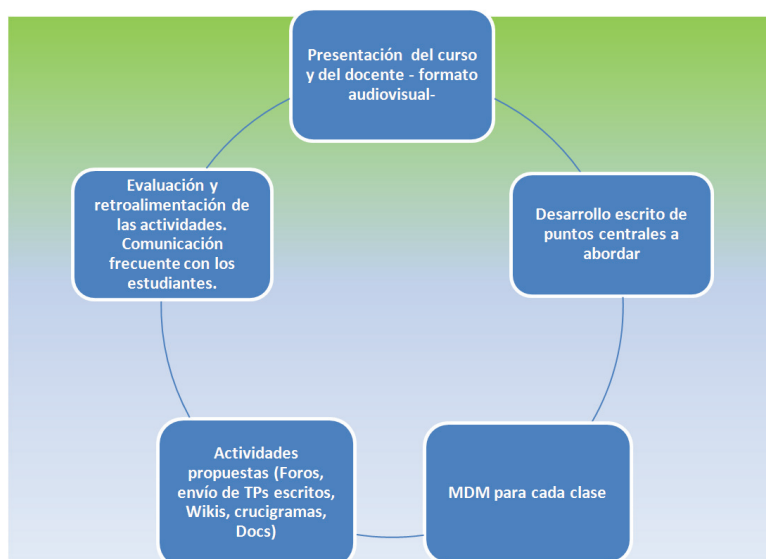 Presentación del curso
y del docente - formato
audiovisual-
Desarrollo escrito de
puntos centrales a
abordar
MDM para cada clase
Actividades
propuestas (Foros,
envío de TPs escritos,
Wikis, crucigramas,
Docs)
Evaluación y
retroalimentación de
las actividades.
Comunicación
frecuente con los
estudiantes.